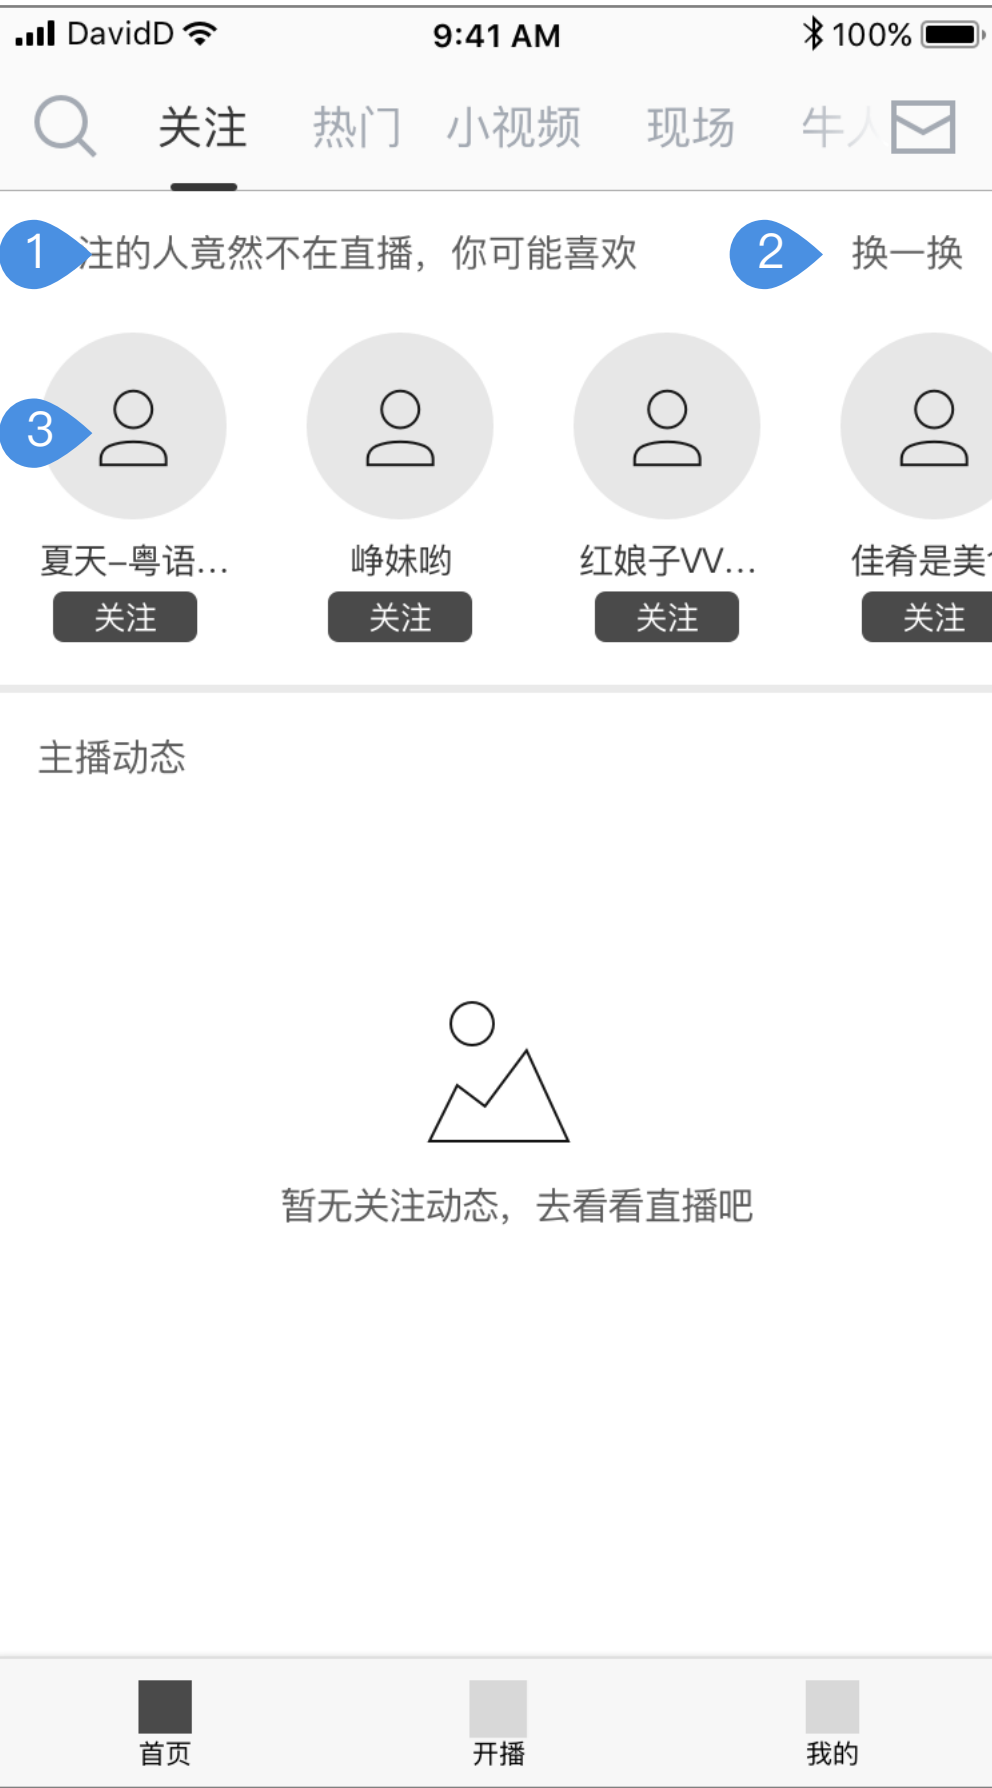 DavidD 9:41 AM 100%
关注 热门 小视频 现场 牛人
1 注的人竟然不在直播，你可能喜欢 2 换一换
3
夏天-粤语... 峥妹哟 红娘子VV... 佳肴是美
关注 关注 关注 关注
主播动态
暂无关注动态，去看看直播吧
首页 开播 我的